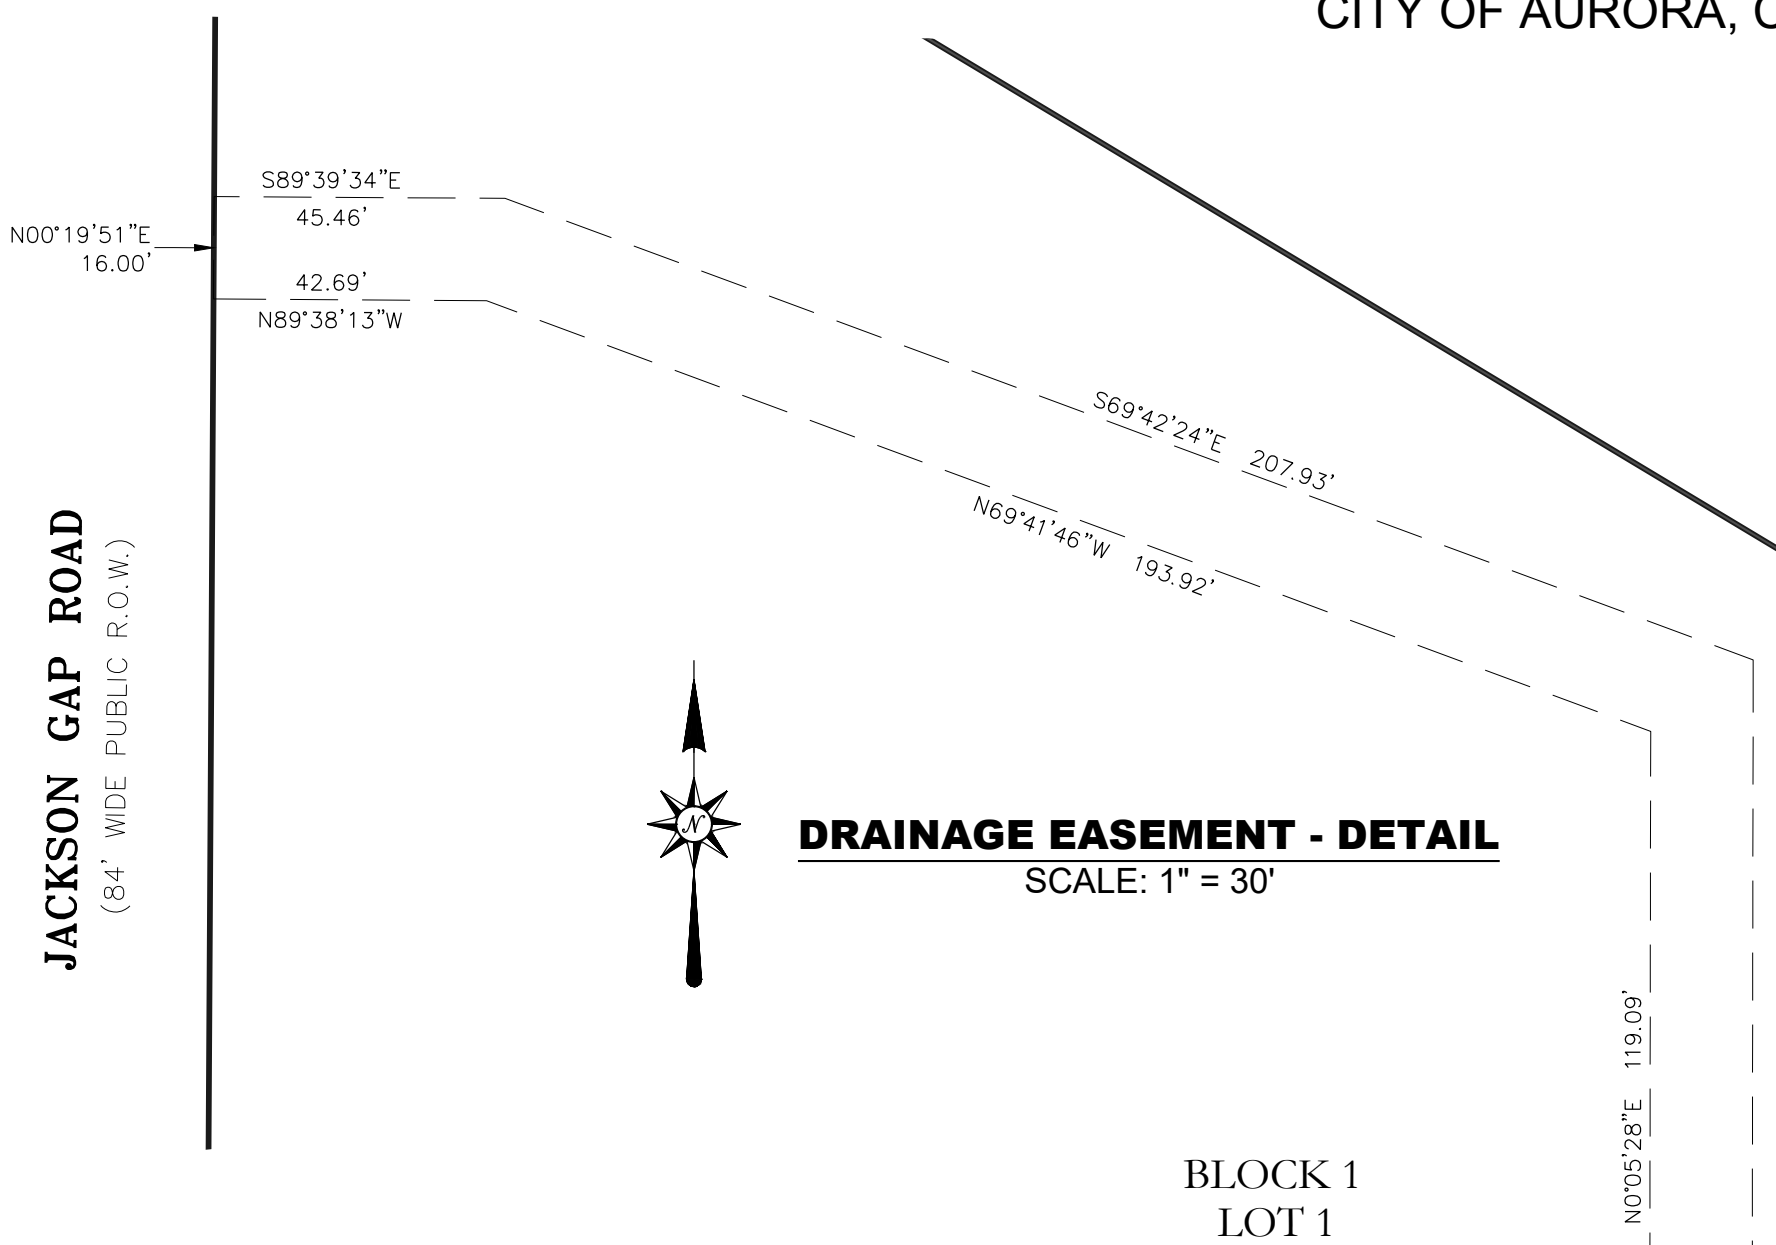 CITY OF AURORA, C
S89°39’34”E
45.46’
N00°19’51”E
16.00’
42.69’
N89°38’13”W
S69°42’24”E 207.93’
N69°41’46”W 193.92’
JACKSON GAP ROAD
(84’ WIDE PUBLIC R.O.W.)
N
DRAINAGE EASEMENT - DETAIL
SCALE: 1" = 30'
N0°05’28”E 119.09’
BLOCK 1
LOT 1